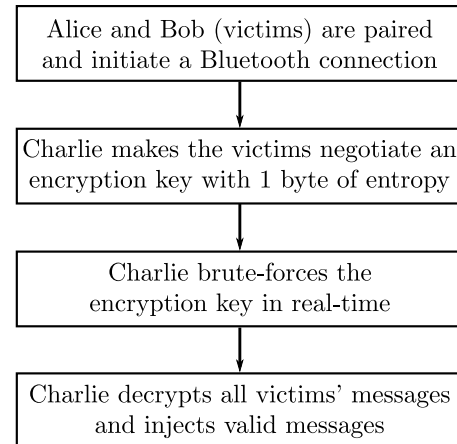 Alice and Bob (victims) are paired
and initiate a Bluetooth connection
Charlie makes the victims negotiate an
encryption key with 1 byte of entropy
Charlie brute-forces the
encryption key in real-time
Charlie decrypts all victims’ messages
and injects valid messages